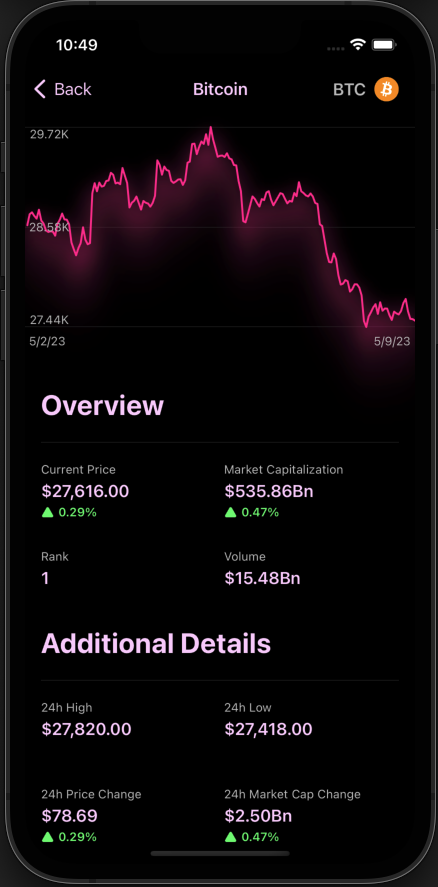 10:49
Back
Bitcoin
BTC
29.72K
28.58K
27.44K
5/2/23 5/9/23
Overview
Current Price Market Capitalization
$27,616.00 $535.86Bn
0.29% 0.47%
Rank Volume
1 $15.48Bn
Additional Details
24h High 24h Low
$27,820.00 $27,418.00
24h Price Change 24h Market Cap Change
$78.69 $2.50Bn
0.29% 0.47%